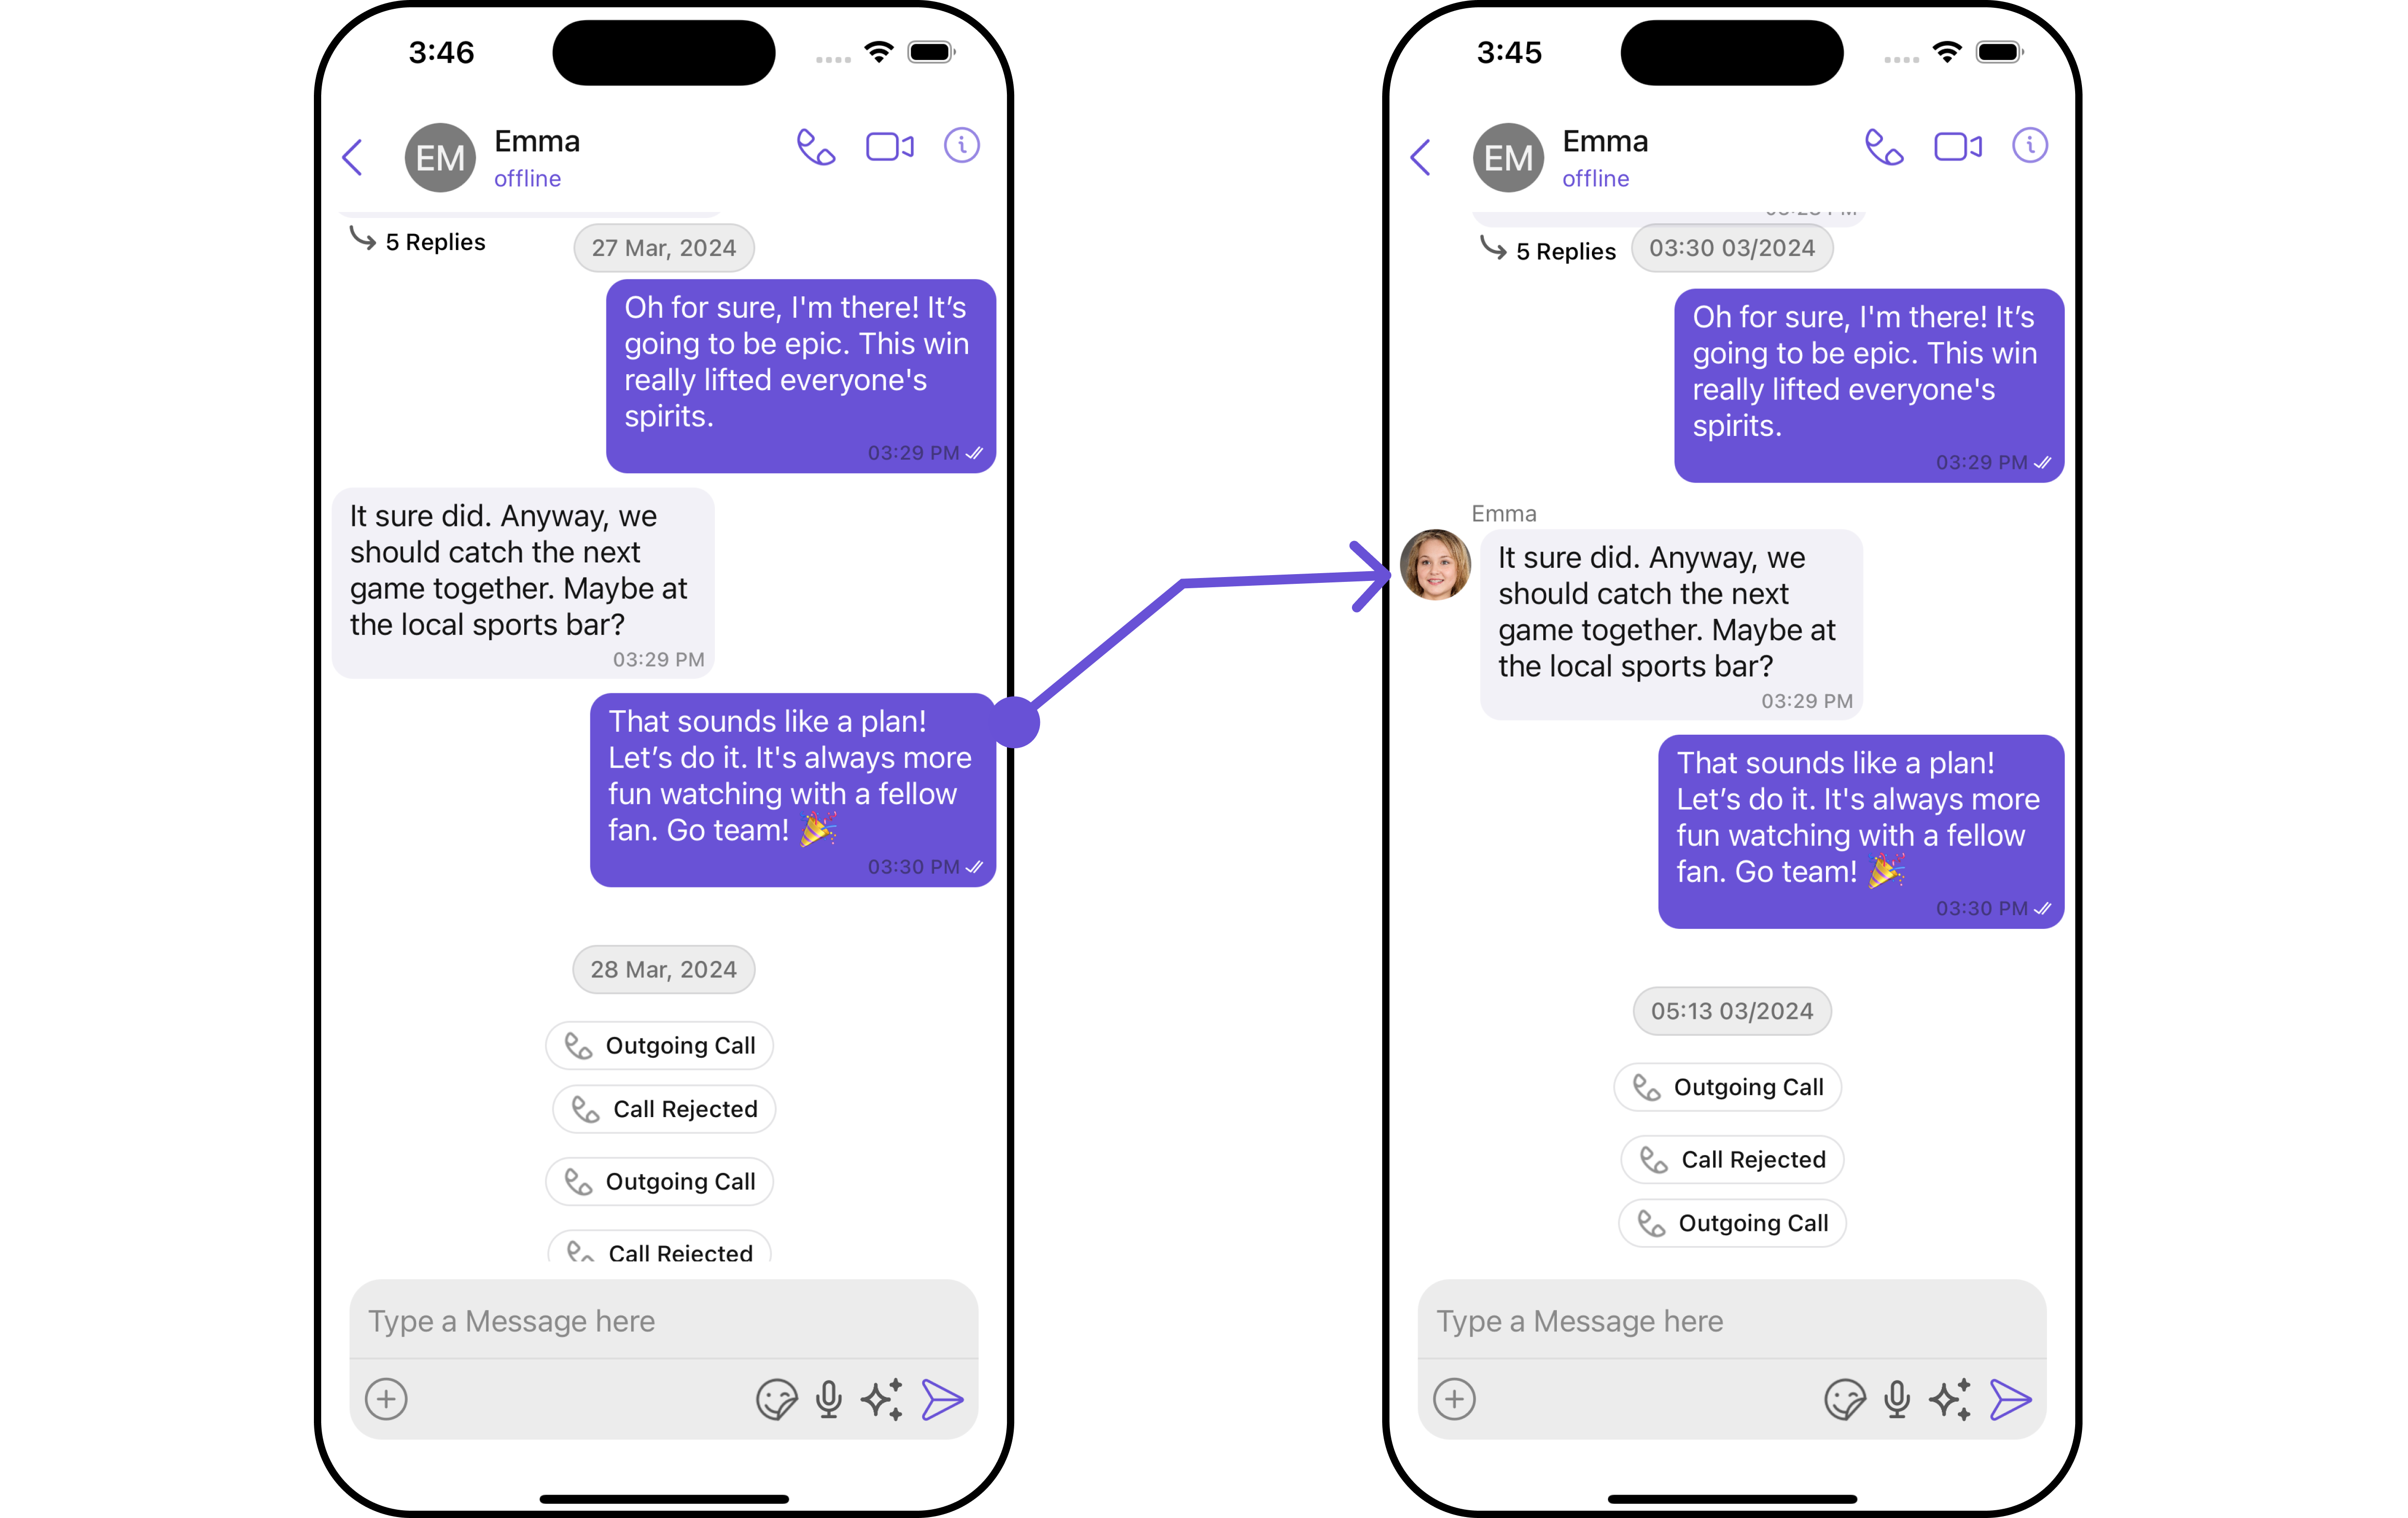 3:46
EM
Emma
offline
5 Replies
27 Mar, 2024
Oh for sure, I'm there! It’s
going to be epic. This win
really lifted everyone's
spirits.
03:29 PM
It sure did. Anyway, we
should catch the next
game together. Maybe at
the local sports bar?
03:29 PM
That sounds like a plan!
Let’s do it. It's always more
fun watching with a fellow
fan. Go team! 🎉
03:30 PM
28 Mar, 2024
Outgoing Call
Call Rejected
Outgoing Call
Call Rejected
Type a Message here
3:45
EM
Emma
offline
5 Replies
03:30 03/2024
Oh for sure, I'm there! It’s
going to be epic. This win
really lifted everyone's
spirits.
03:29 PM
Emma
It sure did. Anyway, we
should catch the next
game together. Maybe at
the local sports bar?
03:29 PM
That sounds like a plan!
Let’s do it. It's always more
fun watching with a fellow
fan. Go team! 🎉
03:30 PM
05:13 03/2024
Outgoing Call
Call Rejected
Outgoing Call
Type a Message here